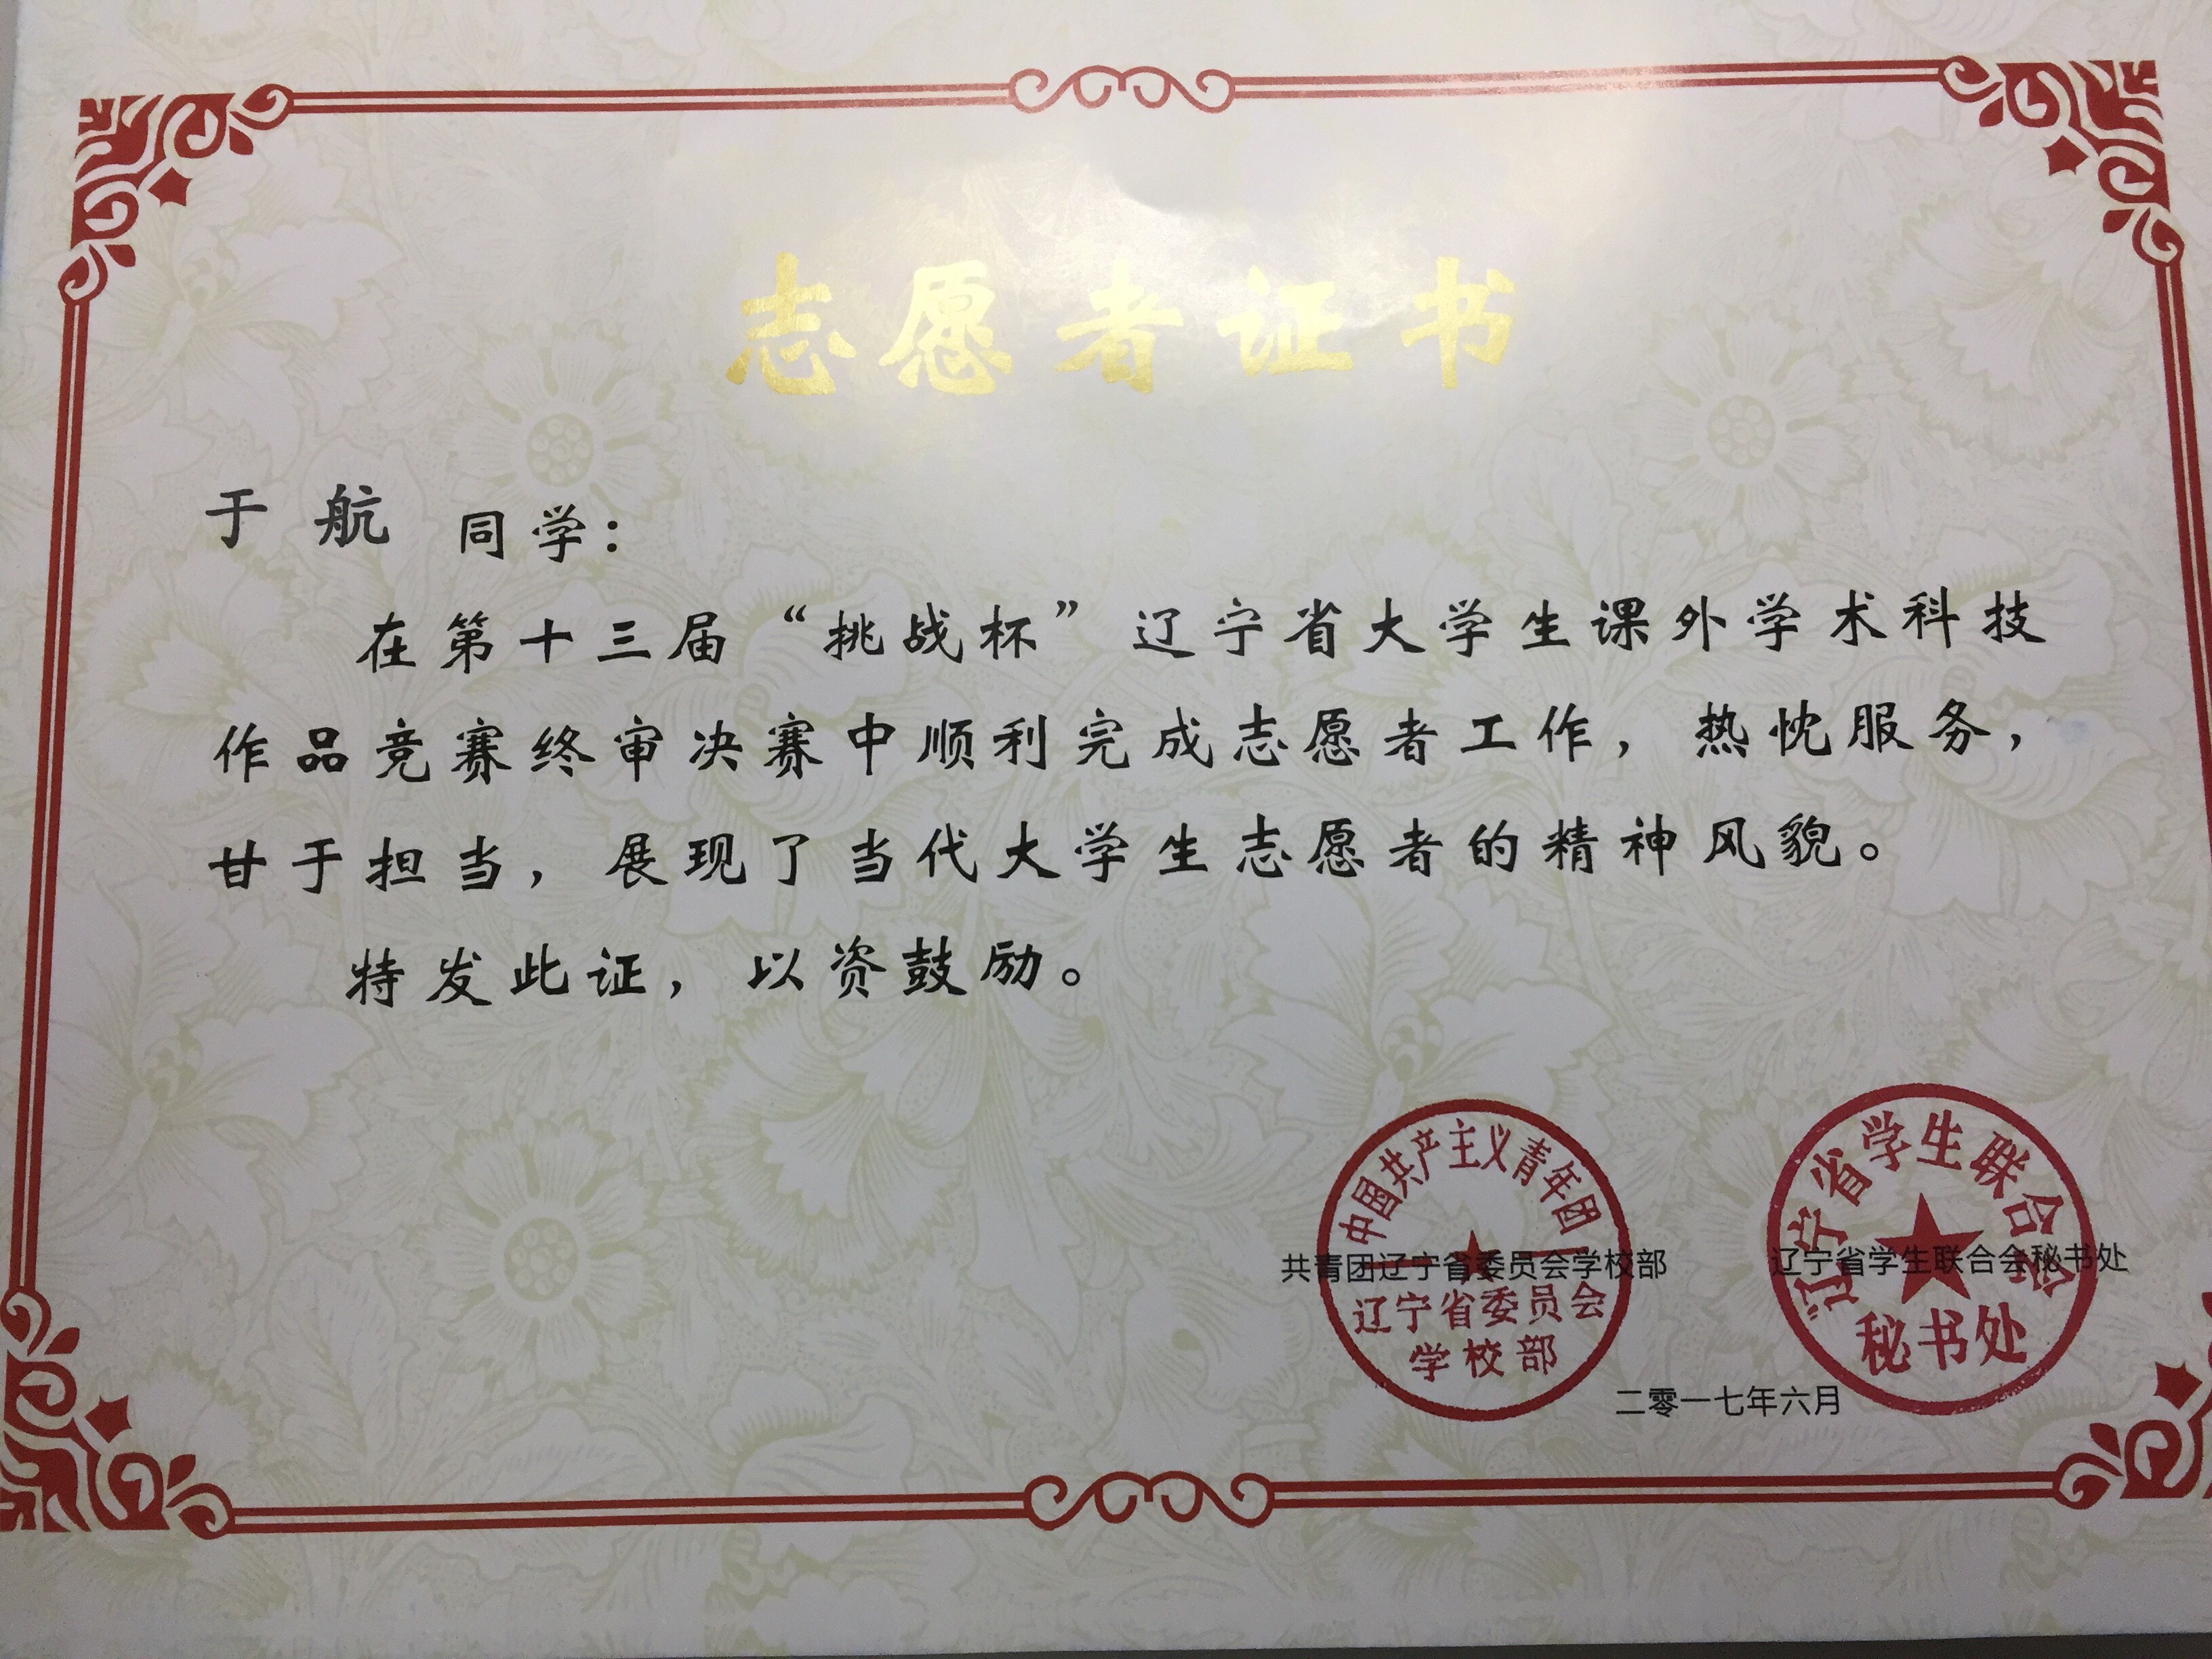 志愿者证书
于航 同学：
在第十三届“挑战杯”辽宁省大学生课外学术科技
作品竞赛终审决赛中顺利完成志愿者工作，热忱服务，
甘于担当，展现了当代大学生志愿者的精神风貌。
特发此证，以资鼓励。
中国共产主义青年团
共青团辽宁省委员会学校部
辽宁省委员会
学校部
辽宁省学生联合会
辽宁省学生联合会秘书处
秘书处
二零一七年六月